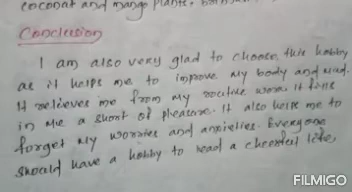 coconut and mango plants,
Conclusion
I am also very glad to choose this hobby
as it helps me to improve my body and mind.
It relieves me from my routine work it fills
in me a short of pleasure. It also helps me to
forget my worries and anxieties. Everyone
should have a hobby to lead a cheerful life.
FILMIGO